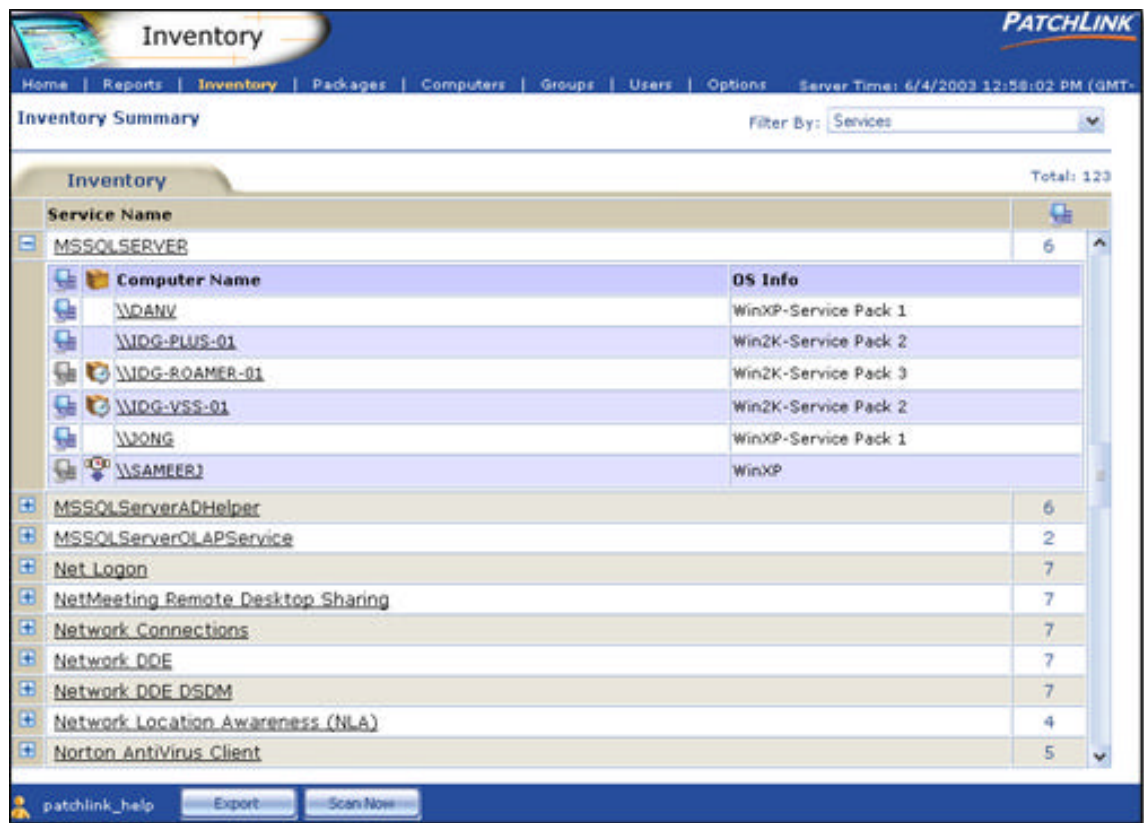 Inventory
PATCHLINK
Home | Reports | Inventory | Packages | Computers | Groups | Users | Options Server Time: 6/4/2003 12:58:02 PM (GMT-
Inventory Summary
Filter By: Services
Inventory
Total: 123
Service Name
MSSQLSERVER 6
Computer Name OS Info
\\DANV WinXP-Service Pack 1
\\IDG-PLUS-01 Win2K-Service Pack 2
\\IDG-ROAMER-01 Win2K-Service Pack 3
\\IDG-VSS-01 Win2K-Service Pack 2
\\JONG WinXP-Service Pack 1
\\SAMEERJ WinXP
MSSQLServerADHelper 6
MSSQLServerOLAPService 2
Net Logon 7
NetMeeting Remote Desktop Sharing 7
Network Connections 7
Network DDE 7
Network DDE DSDM 7
Network Location Awareness (NLA) 4
Norton AntiVirus Client 5
patchlink_help Export Scan Now